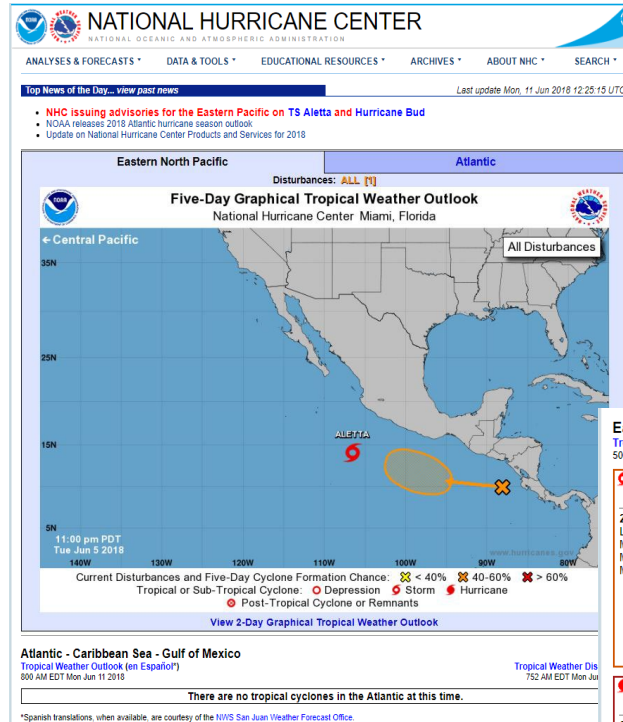 NATIONAL HURRICANE CENTER
NATIONAL OCEANIC AND ATMOSPHERIC ADMINISTRATION
ANALYSES & FORECASTS ▾ DATA & TOOLS ▾ EDUCATIONAL RESOURCES ▾ ARCHIVES ▾ ABOUT NHC ▾ SEARCH ▾
Top News of the Day... view past news Last update Mon, 11 Jun 2018 12:25:15 UTC
• NHC issuing advisories for the Eastern Pacific on TS Aletta and Hurricane Bud
• NOAA releases 2018 Atlantic hurricane season outlook
• Update on National Hurricane Center Products and Services for 2018
Eastern North Pacific Atlantic
Disturbances: ALL [1]
Five-Day Graphical Tropical Weather Outlook
National Hurricane Center Miami, Florida
←Central Pacific
All Disturbances
35N
25N
ALETTA
15N
5N
11:00 pm PDT
Tue Jun 5 2018
www.hurricanes.gov
140W 130W 120W 110W 100W 90W 80W
Current Disturbances and Five-Day Cyclone Formation Chance: < 40% 40-60% > 60%
Tropical or Sub-Tropical Cyclone: Depression Storm Hurricane
Post-Tropical Cyclone or Remnants
View 2-Day Graphical Tropical Weather Outlook
Atlantic - Caribbean Sea - Gulf of Mexico
Tropical Weather Outlook (en Español*) Tropical Weather Dis
800 AM EDT Mon Jun 11 2018 752 AM EDT Mon Ju
There are no tropical cyclones in the Atlantic at this time.
*Spanish translations, when available, are courtesy of the NWS San Juan Weather Forecast Office.